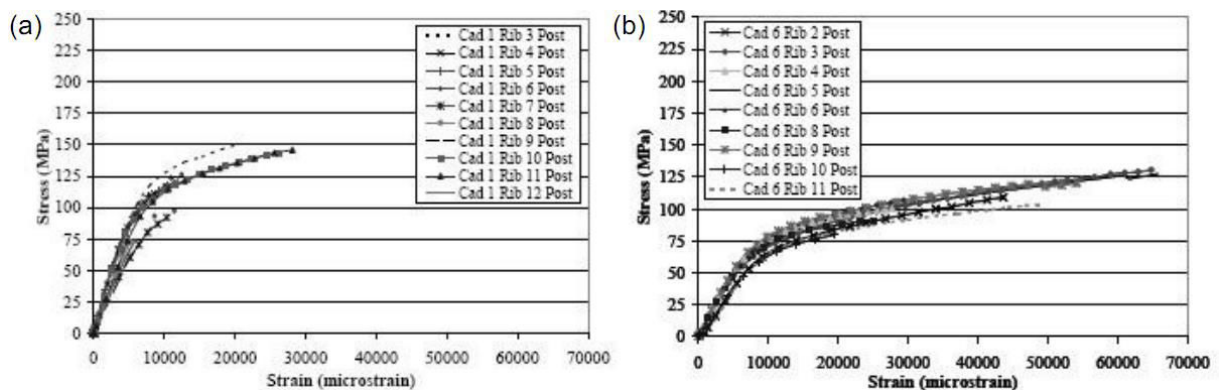 (a)
250
225
200
175
150
125
100
75
50
25
0
Stress (MPa)
Cad 1 Rib 3 Post
Cad 1 Rib 4 Post
Cad 1 Rib 5 Post
Cad 1 Rib 6 Post
Cad 1 Rib 7 Post
Cad 1 Rib 8 Post
Cad 1 Rib 9 Post
Cad 1 Rib 10 Post
Cad 1 Rib 11 Post
Cad 1 Rib 12 Post
0 10000 20000 30000 40000 50000 60000 70000
Strain (microstrain)
(b)
250
225
200
175
150
125
100
75
50
25
0
Stress (MPa)
Cad 6 Rib 2 Post
Cad 6 Rib 3 Post
Cad 6 Rib 4 Post
Cad 6 Rib 5 Post
Cad 6 Rib 6 Post
Cad 6 Rib 8 Post
Cad 6 Rib 9 Post
Cad 6 Rib 10 Post
Cad 6 Rib 11 Post
0 10000 20000 30000 40000 50000 60000 70000
Strain (microstrain)